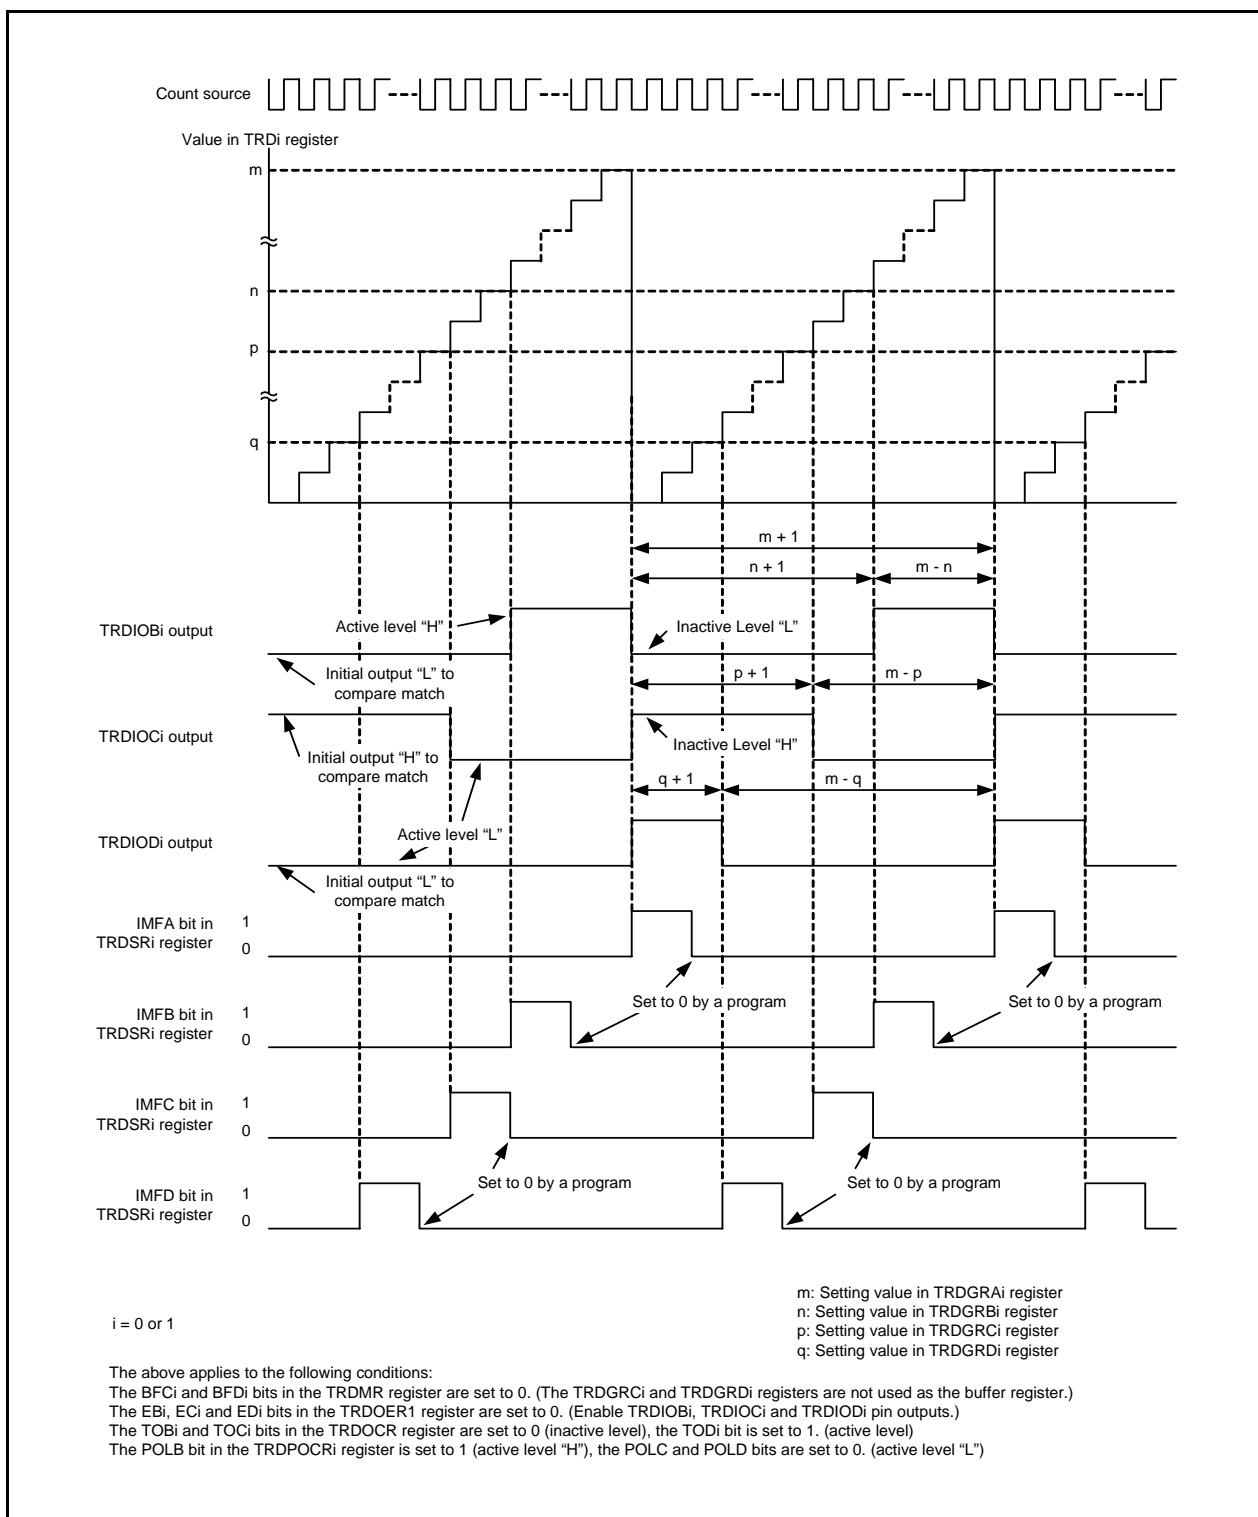 Count source
Value in TRDi register
m
n
p
q
m + 1
n + 1
m - n
TRDIOBi output
Active level “H”
Inactive Level “L”
Initial output “L” to
compare match
p + 1
m - p
TRDIOCi output
Initial output “H” to
compare match
Inactive Level “H”
q + 1
m - q
TRDIODi output
Active level “L”
Initial output “L” to
compare match
IMFA bit in
TRDSRi register
1
0
Set to 0 by a program
Set to 0 by a program
IMFB bit in
TRDSRi register
1
0
IMFC bit in
TRDSRi register
1
0
Set to 0 by a program
Set to 0 by a program
IMFD bit in
TRDSRi register
1
0
m: Setting value in TRDGRAi register
n: Setting value in TRDGRBi register
p: Setting value in TRDGRCi register
q: Setting value in TRDGRDi register
i = 0 or 1
The above applies to the following conditions:
The BFCi and BFDi bits in the TRDMR register are set to 0. (The TRDGRCi and TRDGRDi registers are not used as the buffer register.)
The EBi, ECi and EDi bits in the TRDOER1 register are set to 0. (Enable TRDIOBi, TRDIOCi and TRDIODi pin outputs.)
The TOBi and TOCi bits in the TRDOCR register are set to 0 (inactive level), the TODi bit is set to 1. (active level)
The POLB bit in the TRDPOCRi register is set to 1 (active level “H”), the POLC and POLD bits are set to 0. (active level “L”)